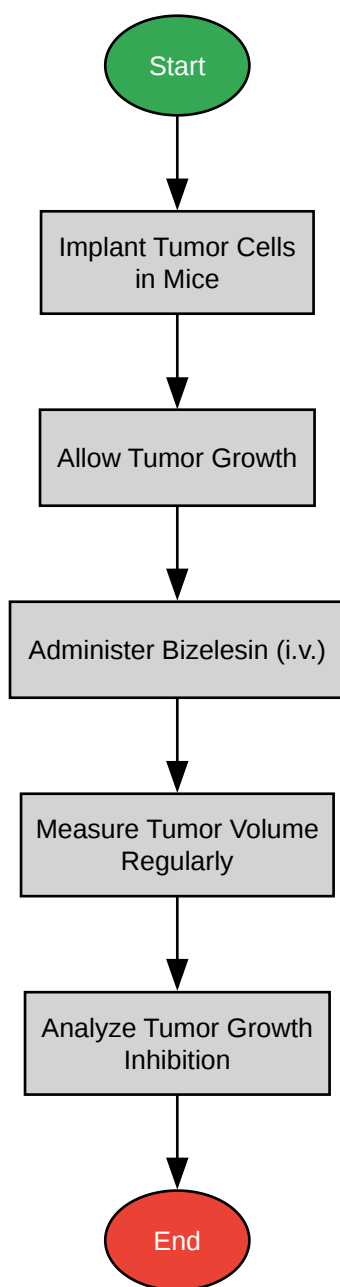 Start
Implant Tumor Cells
in Mice
Allow Tumor Growth
Administer Bizelesin (i.v.)
Measure Tumor Volume
Regularly
Analyze Tumor Growth
Inhibition
End